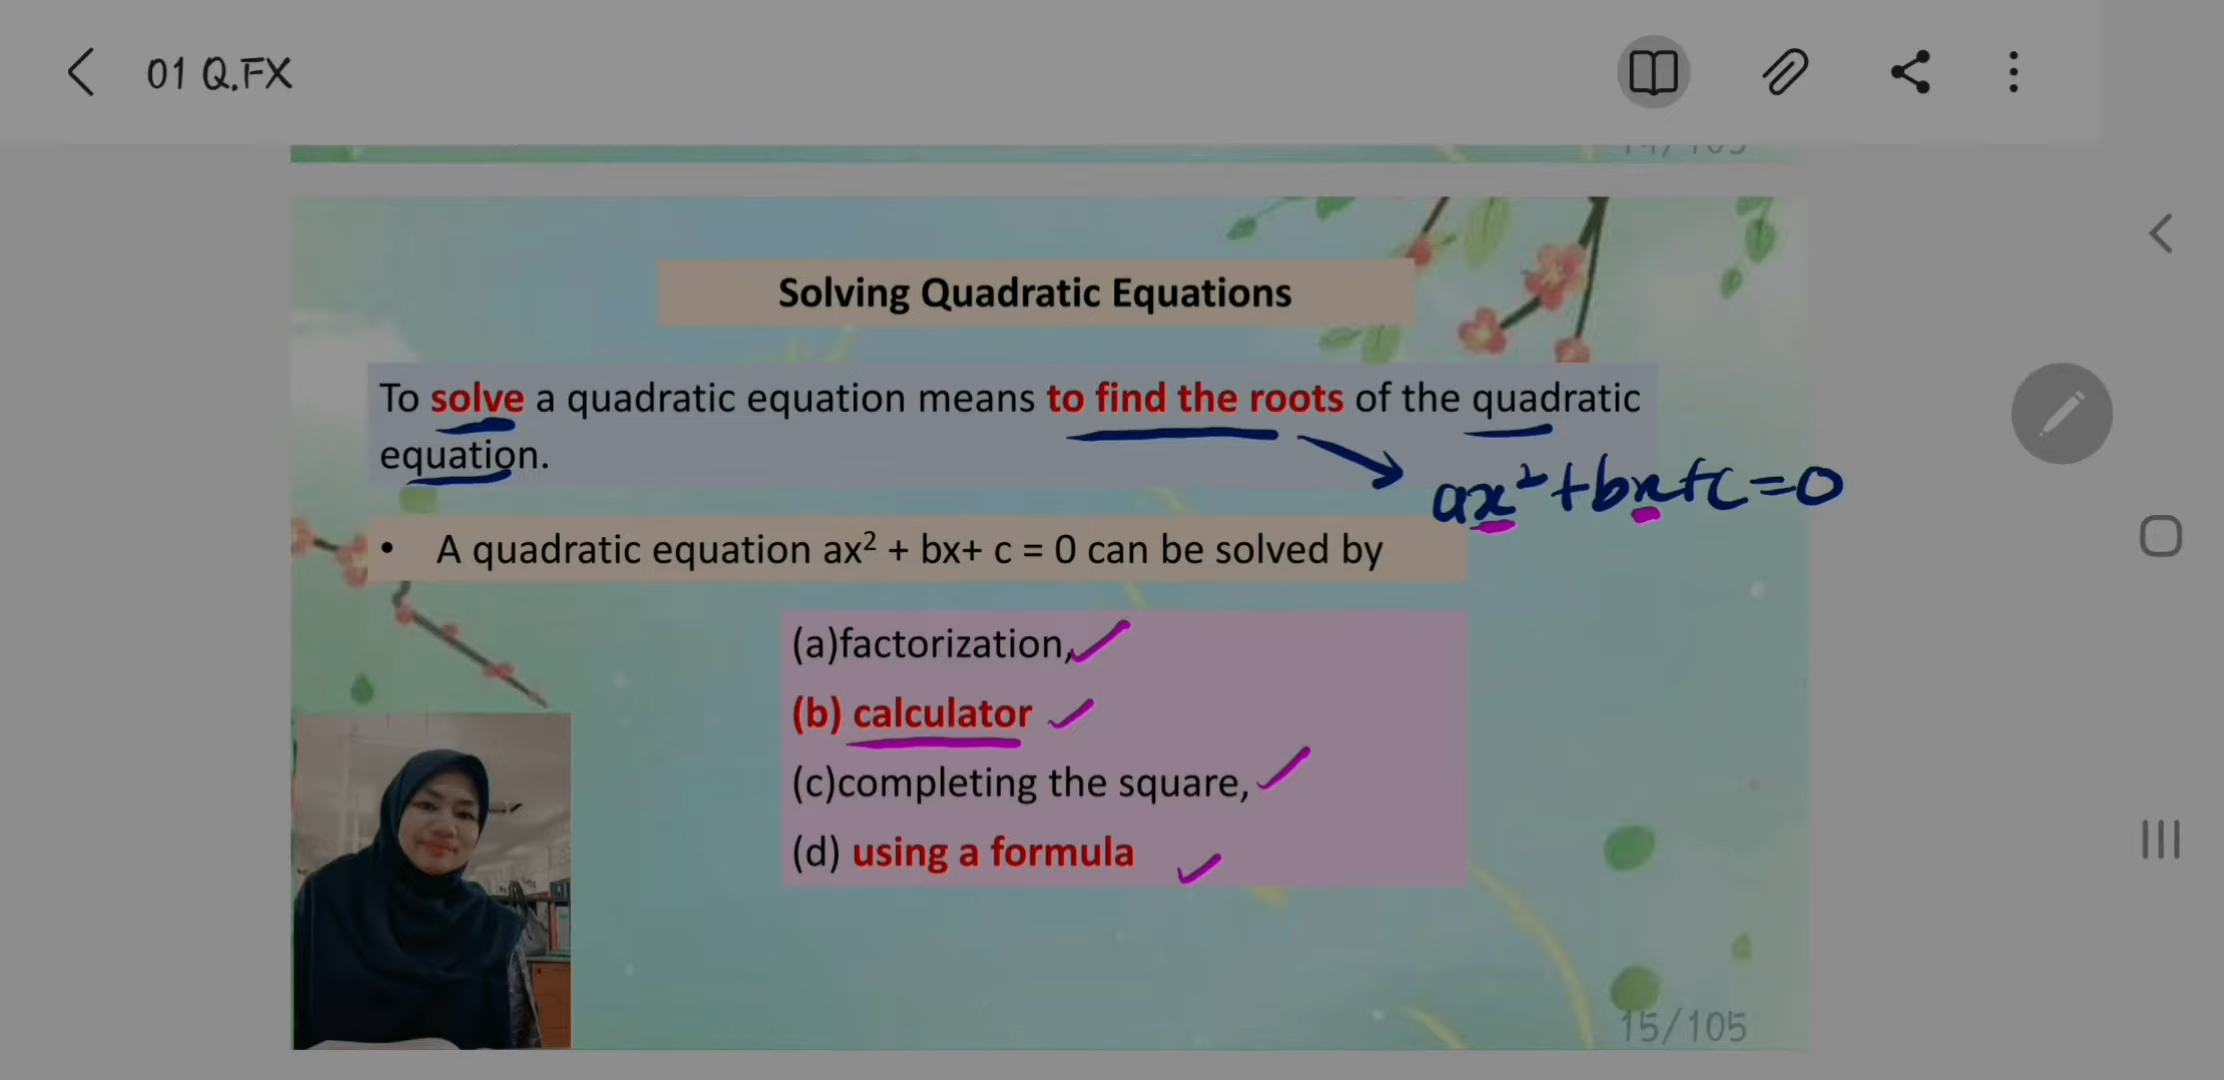 01 Q.FX
Solving Quadratic Equations
To solve a quadratic equation means to find the roots of the quadratic
equation.
ax²+bx+c=0
• A quadratic equation ax² + bx+ c = 0 can be solved by
(a)factorization,
(b) calculator
(c)completing the square,
(d) using a formula
15/105